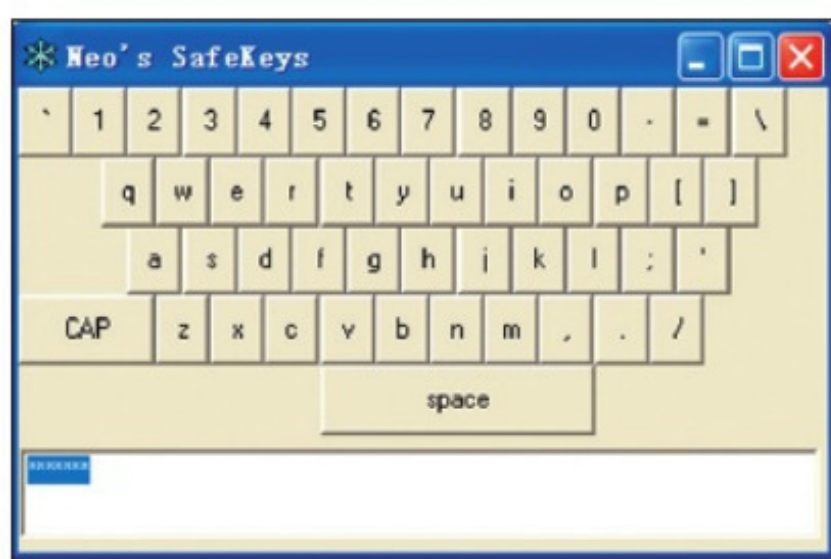 Neo's SafeKeys
` 1 2 3 4 5 6 7 8 9 0 - = \
q w e r t y u i o p [ ]
a s d f g h j k l ; '
CAP z x c v b n m , . /
space
*******